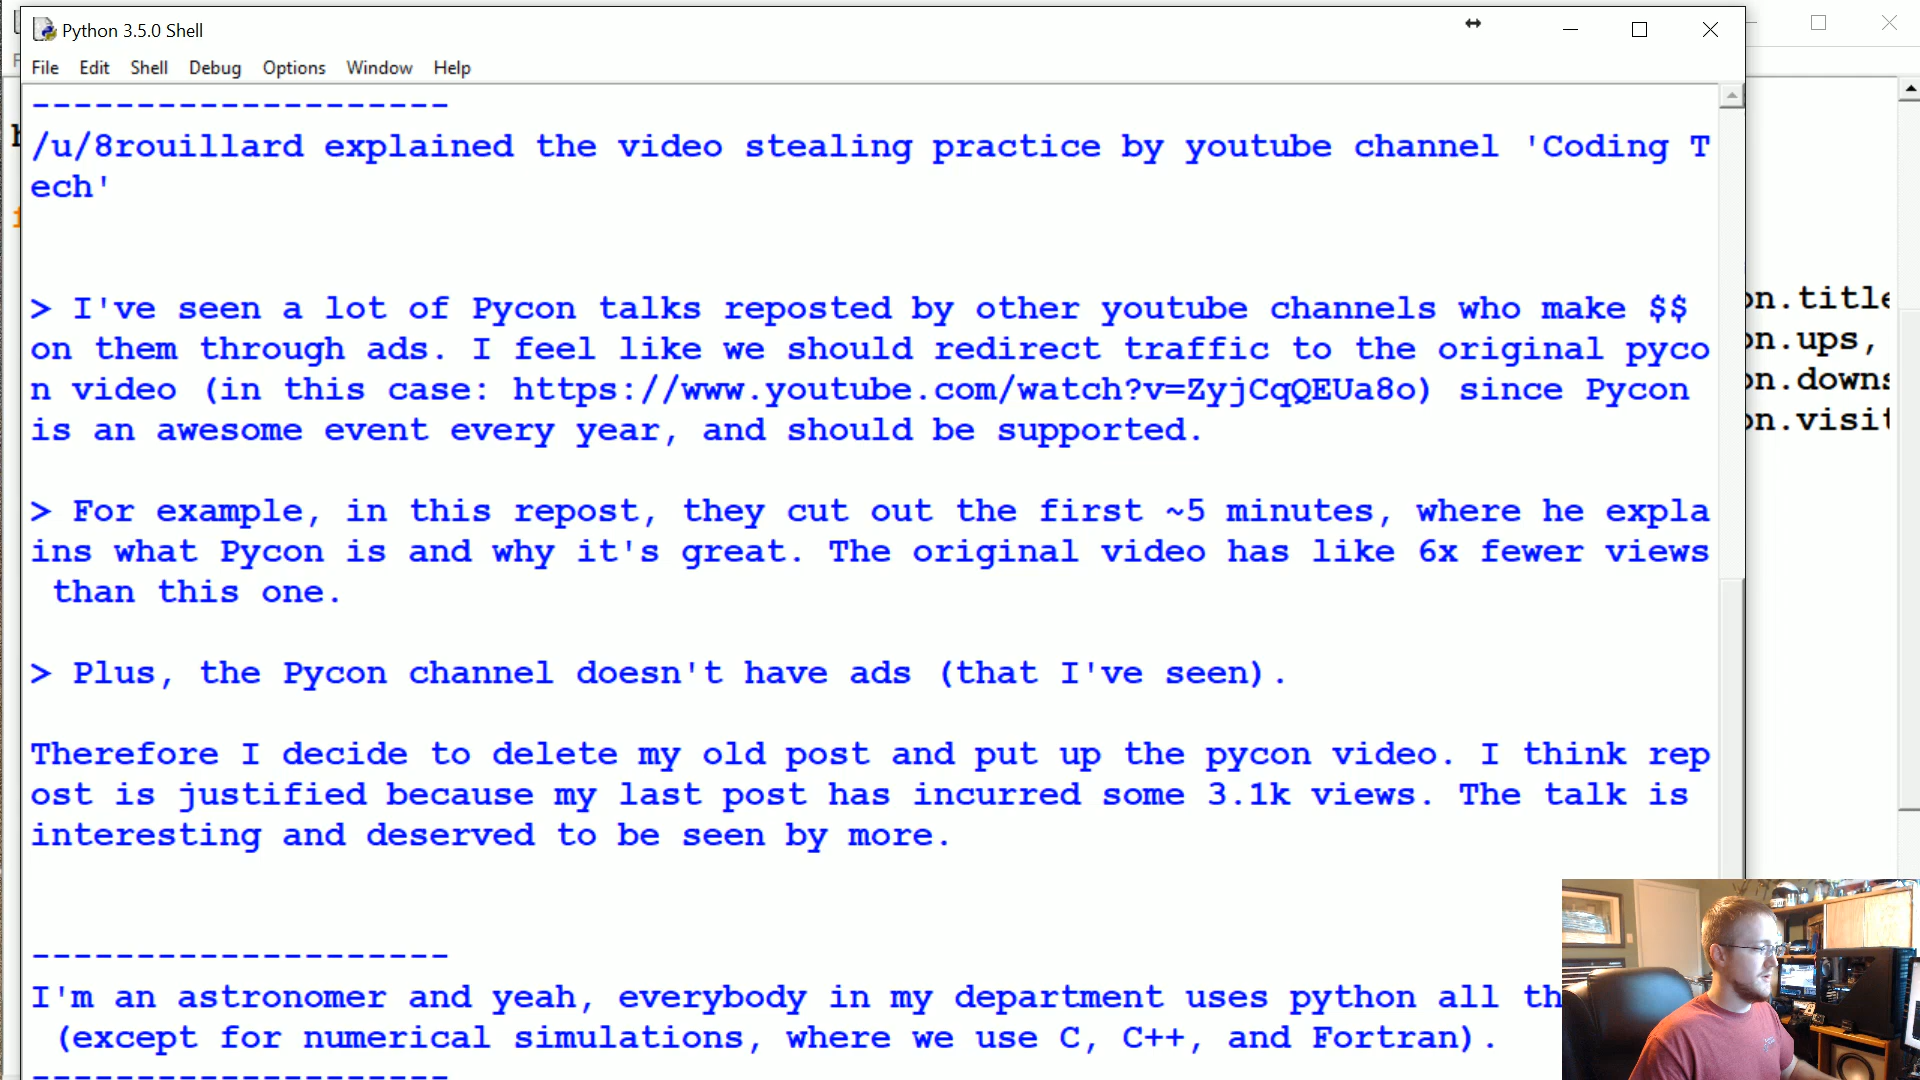 Python 3.5.0 Shell
File Edit Shell Debug Options Window Help
--------------------
/u/8rouillard explained the video stealing practice by youtube channel 'Coding T
ech'
> I've seen a lot of Pycon talks reposted by other youtube channels who make $$
on them through ads. I feel like we should redirect traffic to the original pyco
n video (in this case: https://www.youtube.com/watch?v=ZyjCqQEUa8o) since Pycon
is an awesome event every year, and should be supported.
> For example, in this repost, they cut out the first ~5 minutes, where he expla
ins what Pycon is and why it's great. The original video has like 6x fewer views
than this one.
> Plus, the Pycon channel doesn't have ads (that I've seen).
Therefore I decide to delete my old post and put up the pycon video. I think rep
ost is justified because my last post has incurred some 3.1k views. The talk is
interesting and deserved to be seen by more.
--------------------
I'm an astronomer and yeah, everybody in my department uses python all th
(except for numerical simulations, where we use C, C++, and Fortran).
--------------------
on.title
on.ups,
on.downs
on.visit